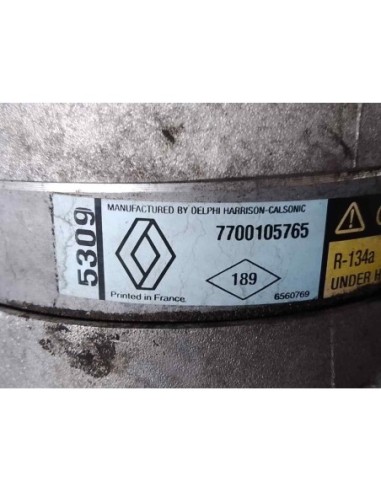 5309
MANUFACTURED BY DELPHI HARRISON-CALSONIC
7700105765
189
Printed in France.
6560769
R-134a
UNDER H